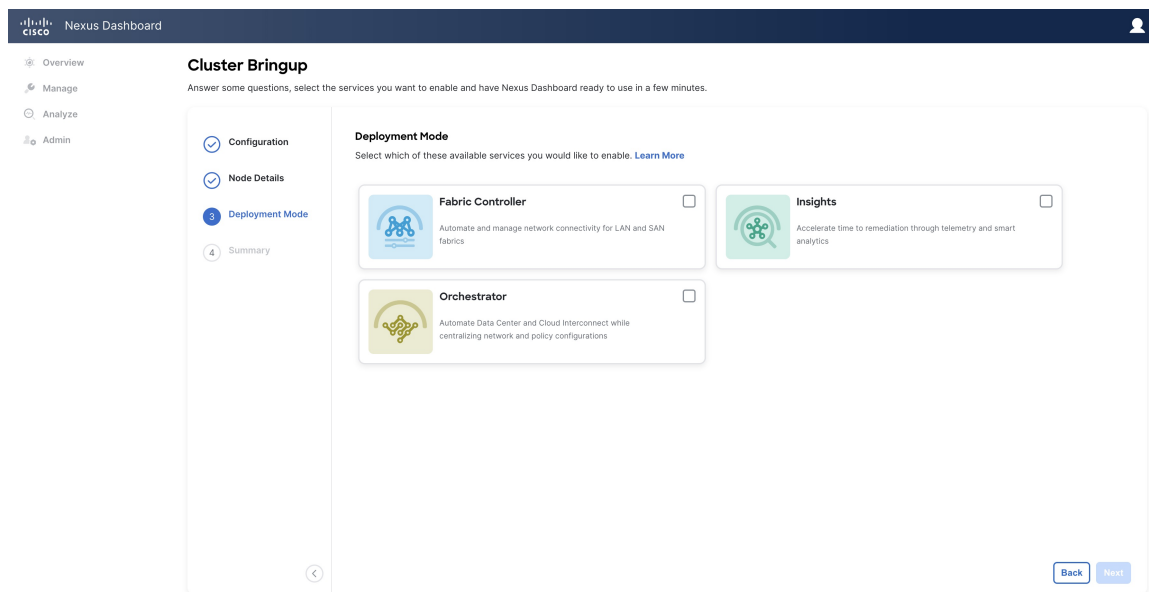 CISCO Nexus Dashboard
Overview
Manage
Analyze
Admin
Cluster Bringup
Answer some questions, select the services you want to enable and have Nexus Dashboard ready to use in a few minutes.
Configuration
Node Details
3 Deployment Mode
4 Summary
Deployment Mode
Select which of these available services you would like to enable. Learn More
Fabric Controller
Automate and manage network connectivity for LAN and SAN
fabrics
Insights
Accelerate time to remediation through telemetry and smart
analytics
Orchestrator
Automate Data Center and Cloud Interconnect while
centralizing network and policy configurations
Back Next